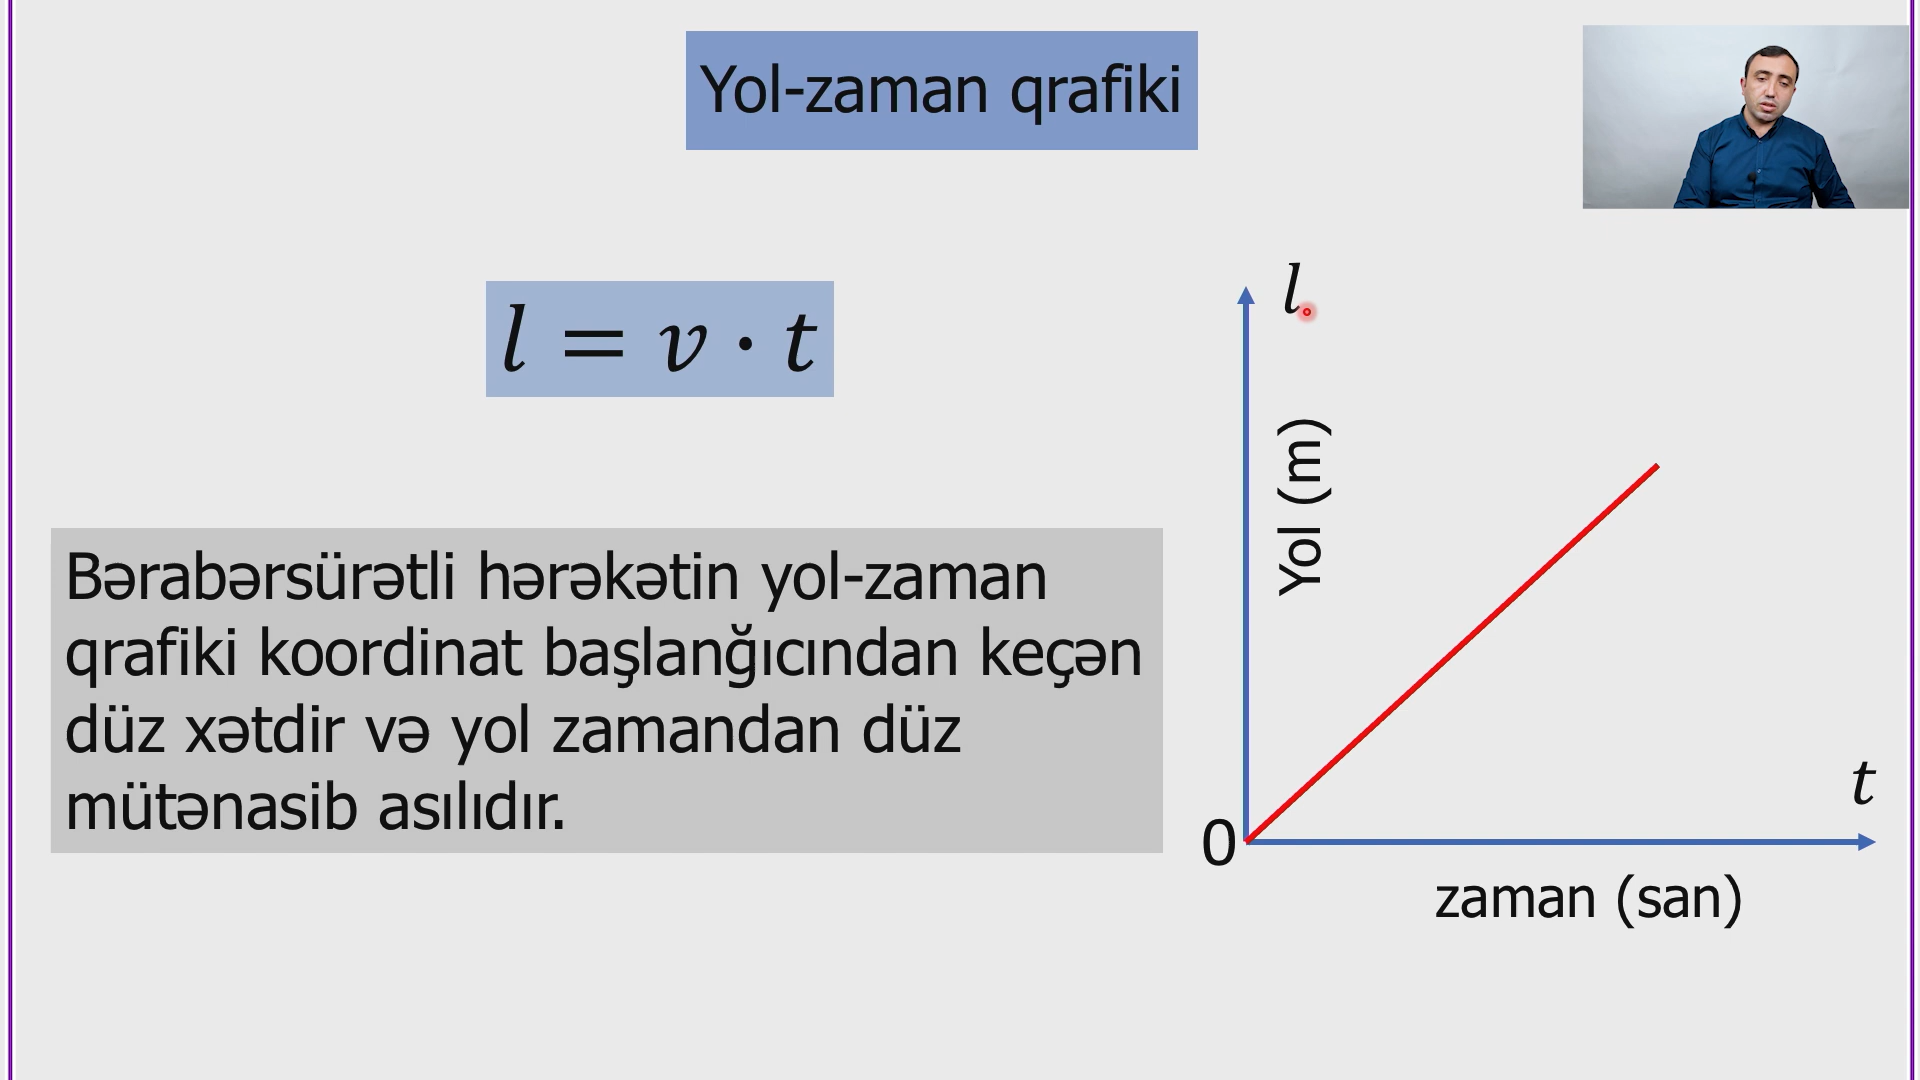 Yol-zaman qrafiki
l = v · t
Bərabərsürətli hərəkətin yol-zaman
qrafiki koordinat başlanğıcından keçən
düz xətdir və yol zamandan düz
mütənasib asılıdır.
l
Yol (m)
t
0
zaman (san)